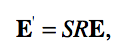 E' = SRE,